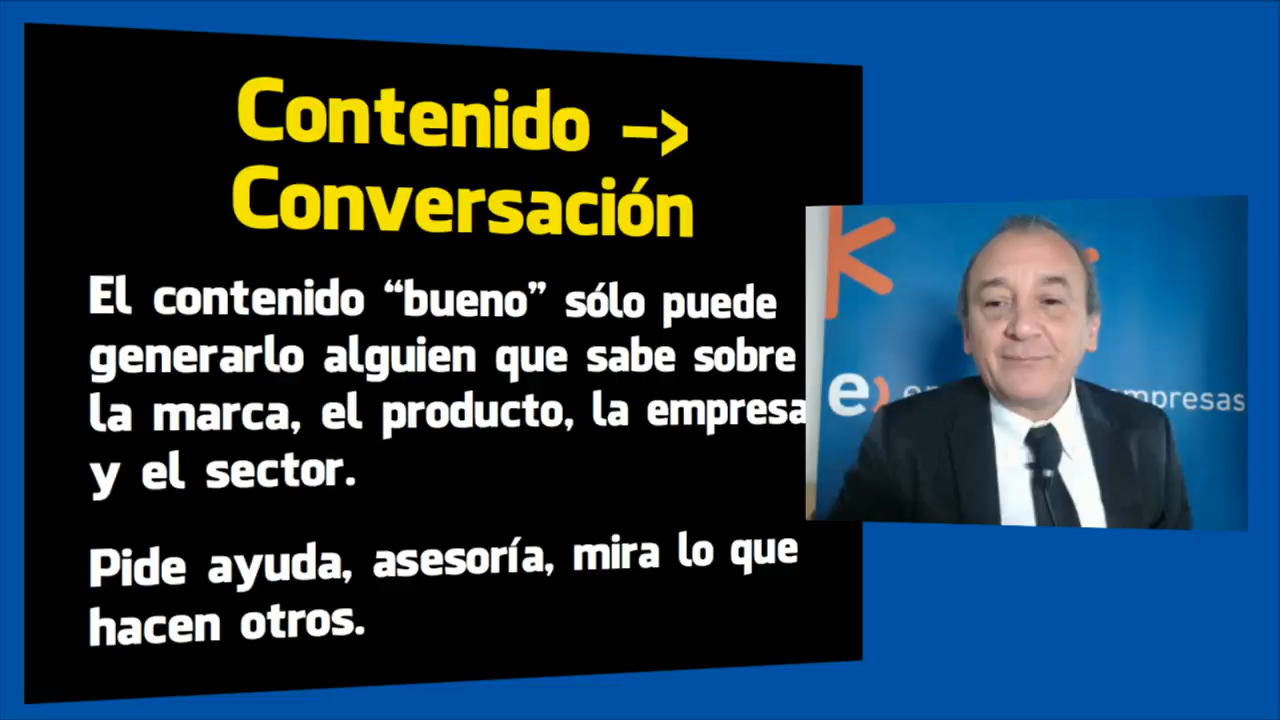 Contenido ->
Conversación
El contenido “bueno” sólo puede
generarlo alguien que sabe sobre
la marca, el producto, la empresa
y el sector.
Pide ayuda, asesoría, mira lo que
hacen otros.